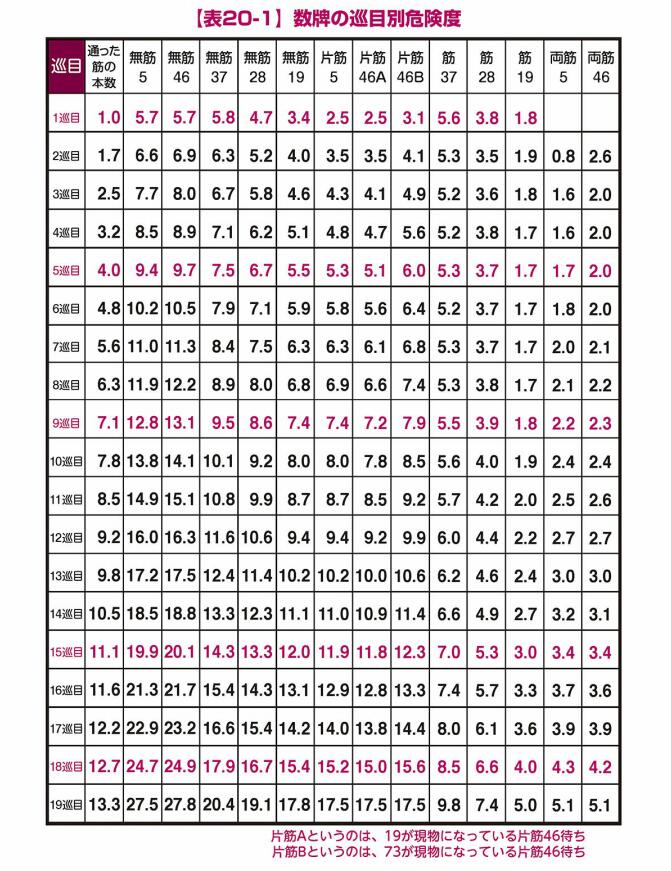 【表20-1】数牌の巡目別危険度
巡目 通った筋の本数 無筋5 無筋46 無筋37 無筋28 無筋19 片筋5 片筋46A 片筋46B 筋37 筋28 筋19 両筋5 両筋46
1巡目 1.0 5.7 5.7 5.8 4.7 3.4 2.5 2.5 3.1 5.6 3.8 1.8
2巡目 1.7 6.6 6.9 6.3 5.2 4.0 3.5 3.5 4.1 5.3 3.5 1.9 0.8 2.6
3巡目 2.5 7.7 8.0 6.7 5.8 4.6 4.3 4.1 4.9 5.2 3.6 1.8 1.6 2.0
4巡目 3.2 8.5 8.9 7.1 6.2 5.1 4.8 4.7 5.6 5.2 3.8 1.7 1.6 2.0
5巡目 4.0 9.4 9.7 7.5 6.7 5.5 5.3 5.1 6.0 5.3 3.7 1.7 1.7 2.0
6巡目 4.8 10.2 10.5 7.9 7.1 5.9 5.8 5.6 6.4 5.2 3.7 1.7 1.8 2.0
7巡目 5.6 11.0 11.3 8.4 7.5 6.3 6.3 6.1 6.8 5.3 3.7 1.7 2.0 2.1
8巡目 6.3 11.9 12.2 8.9 8.0 6.8 6.9 6.6 7.4 5.3 3.8 1.7 2.1 2.2
9巡目 7.1 12.8 13.1 9.5 8.6 7.4 7.4 7.2 7.9 5.5 3.9 1.8 2.2 2.3
10巡目 7.8 13.8 14.1 10.1 9.2 8.0 8.0 7.8 8.5 5.6 4.0 1.9 2.4 2.4
11巡目 8.5 14.9 15.1 10.8 9.9 8.7 8.7 8.5 9.2 5.7 4.2 2.0 2.5 2.6
12巡目 9.2 16.0 16.3 11.6 10.6 9.4 9.4 9.2 9.9 6.0 4.4 2.2 2.7 2.7
13巡目 9.8 17.2 17.5 12.4 11.4 10.2 10.2 10.0 10.6 6.2 4.6 2.4 3.0 3.0
14巡目 10.5 18.5 18.8 13.3 12.3 11.1 11.0 10.9 11.4 6.6 4.9 2.7 3.2 3.1
15巡目 11.1 19.9 20.1 14.3 13.3 12.0 11.9 11.8 12.3 7.0 5.3 3.0 3.4 3.4
16巡目 11.6 21.3 21.7 15.4 14.3 13.1 12.9 12.8 13.3 7.4 5.7 3.3 3.7 3.6
17巡目 12.2 22.9 23.2 16.6 15.4 14.2 14.0 13.8 14.4 8.0 6.1 3.6 3.9 3.9
18巡目 12.7 24.7 24.9 17.9 16.7 15.4 15.2 15.0 15.6 8.5 6.6 4.0 4.3 4.2
19巡目 13.3 27.5 27.8 20.4 19.1 17.8 17.5 17.5 17.5 9.8 7.4 5.0 5.1 5.1
片筋Aというのは、19が現物になっている片筋46待ち
片筋Bというのは、73が現物になっている片筋46待ち